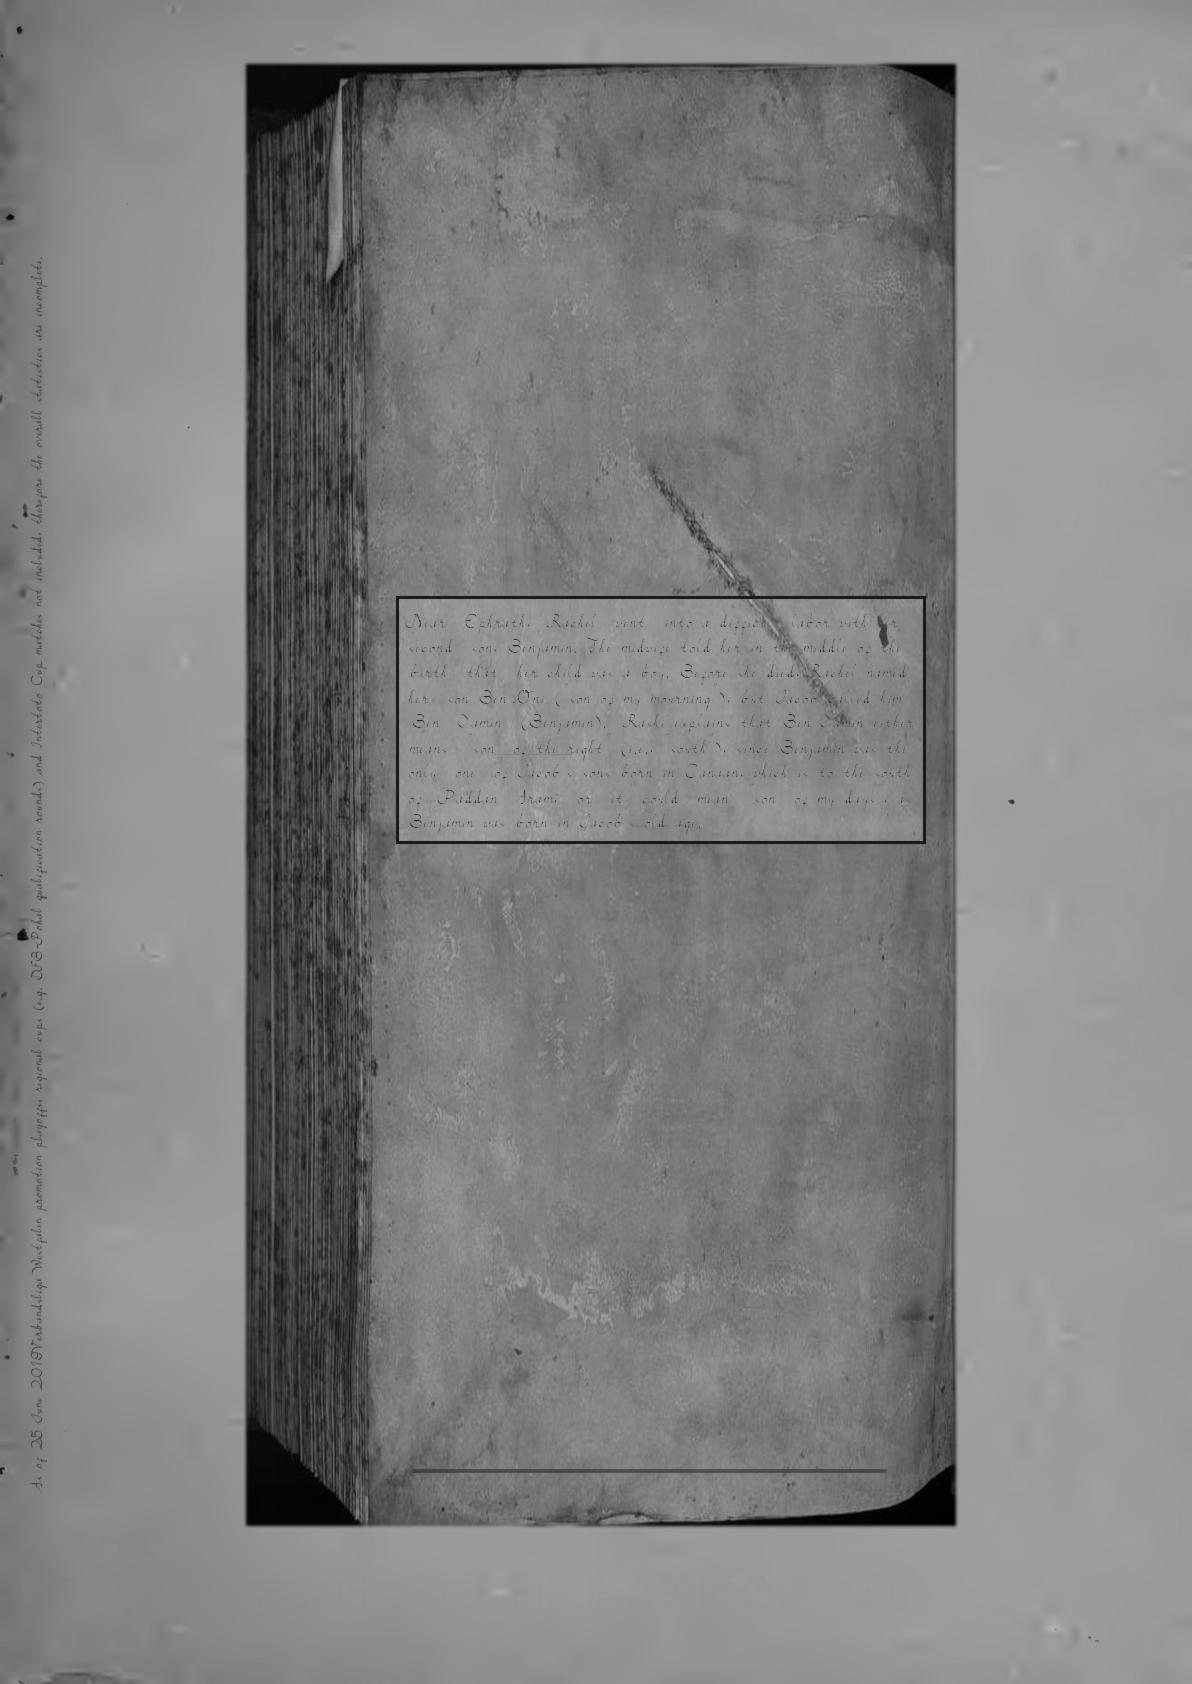 Near Ephrath, Rachel went into a difficult labor with
second son, Benjamin. The midwife told her in the middle of the
birth that her child was a boy. Before she died, Rachel named
her son Ben Oni ("son of my mourning"), but Jacob called him
Ben Yamin (Benjamin). Rashi explains that Ben Yamin either
means "son of the right" (i.e., "south"), since Benjamin was the
only one of Jacob's sons born in Canaan, which is to the south
of Paddan Aram; or it could mean "son of my days", as
Benjamin was born in Jacob's old age.
As of 25 June 2019Verbandsliga Westfalen promotion playoffs, regional cups (e.g. DFB-Pokal qualification rounds) and Intertoto Cup matches not included, therefore the overall statistics are incomplete.